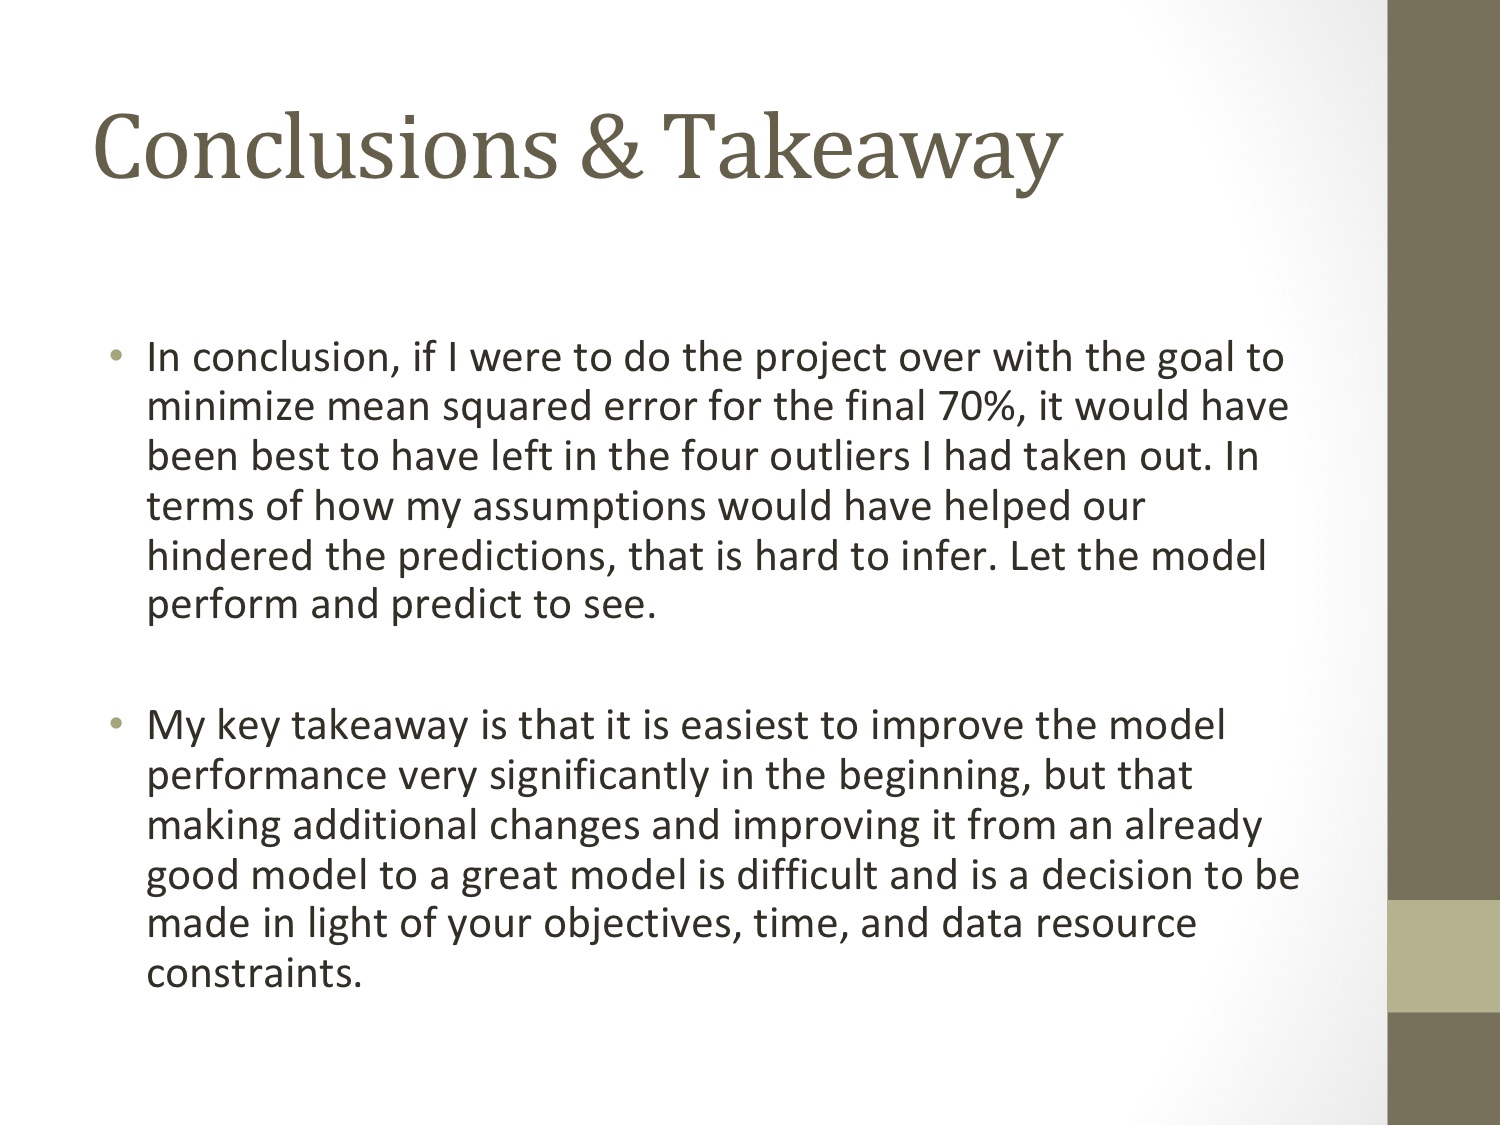 Conclusions & Takeaway
• In conclusion, if I were to do the project over with the goal to
minimize mean squared error for the final 70%, it would have
been best to have left in the four outliers I had taken out. In
terms of how my assumptions would have helped our
hindered the predictions, that is hard to infer. Let the model
perform and predict to see.
• My key takeaway is that it is easiest to improve the model
performance very significantly in the beginning, but that
making additional changes and improving it from an already
good model to a great model is difficult and is a decision to be
made in light of your objectives, time, and data resource
constraints.